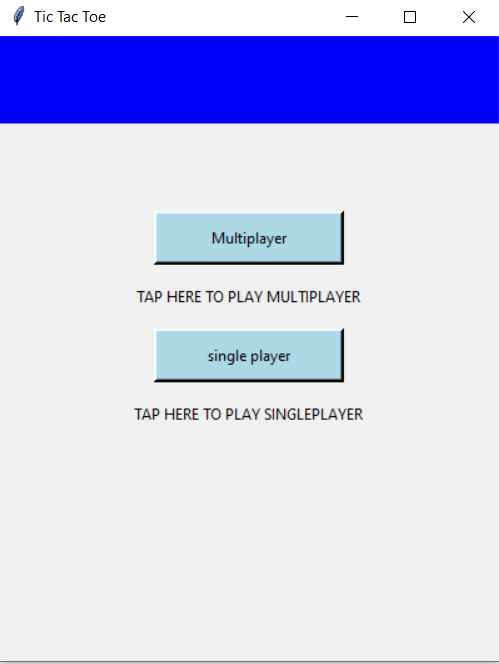 Tic Tac Toe
Multiplayer
TAP HERE TO PLAY MULTIPLAYER
single player
TAP HERE TO PLAY SINGLEPLAYER